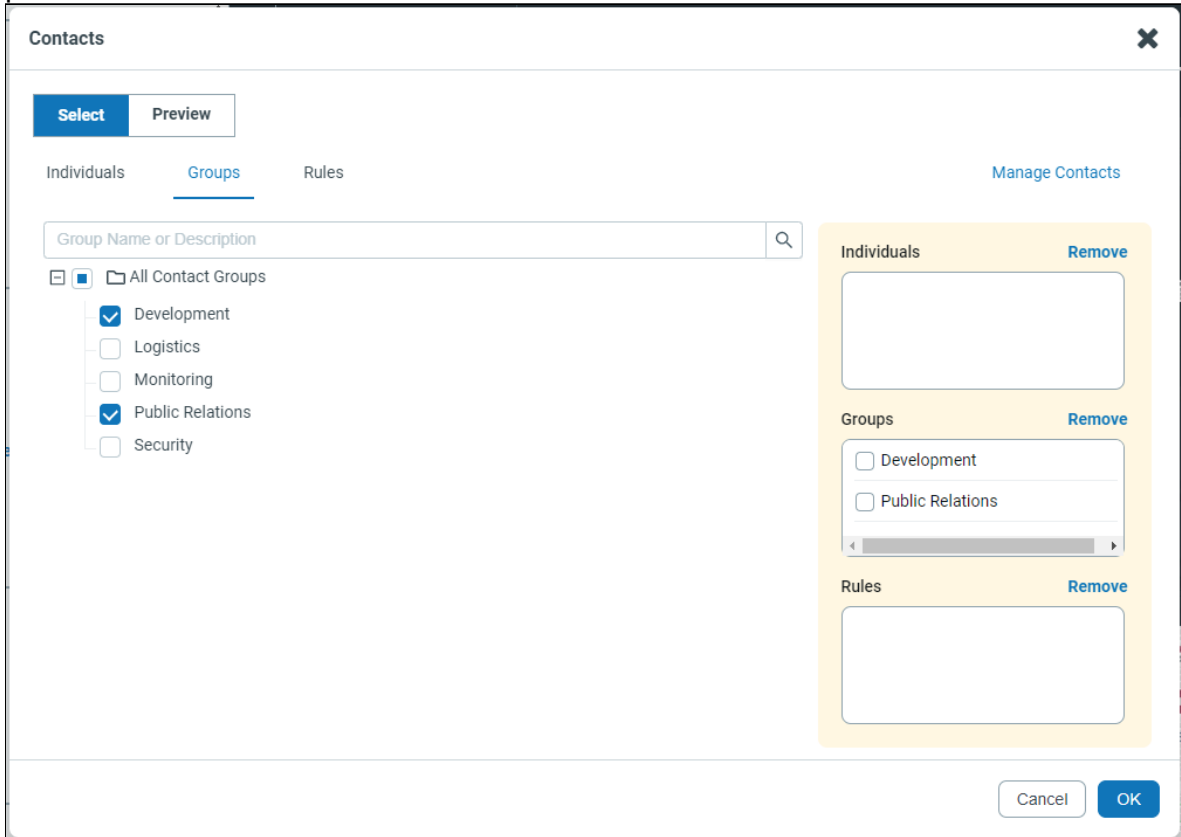 Contacts
Select Preview
Individuals Groups Rules Manage Contacts
Group Name or Description
All Contact Groups
Development
Logistics
Monitoring
Public Relations
Security
Individuals Remove
Groups Remove
Development
Public Relations
Rules Remove
Cancel OK